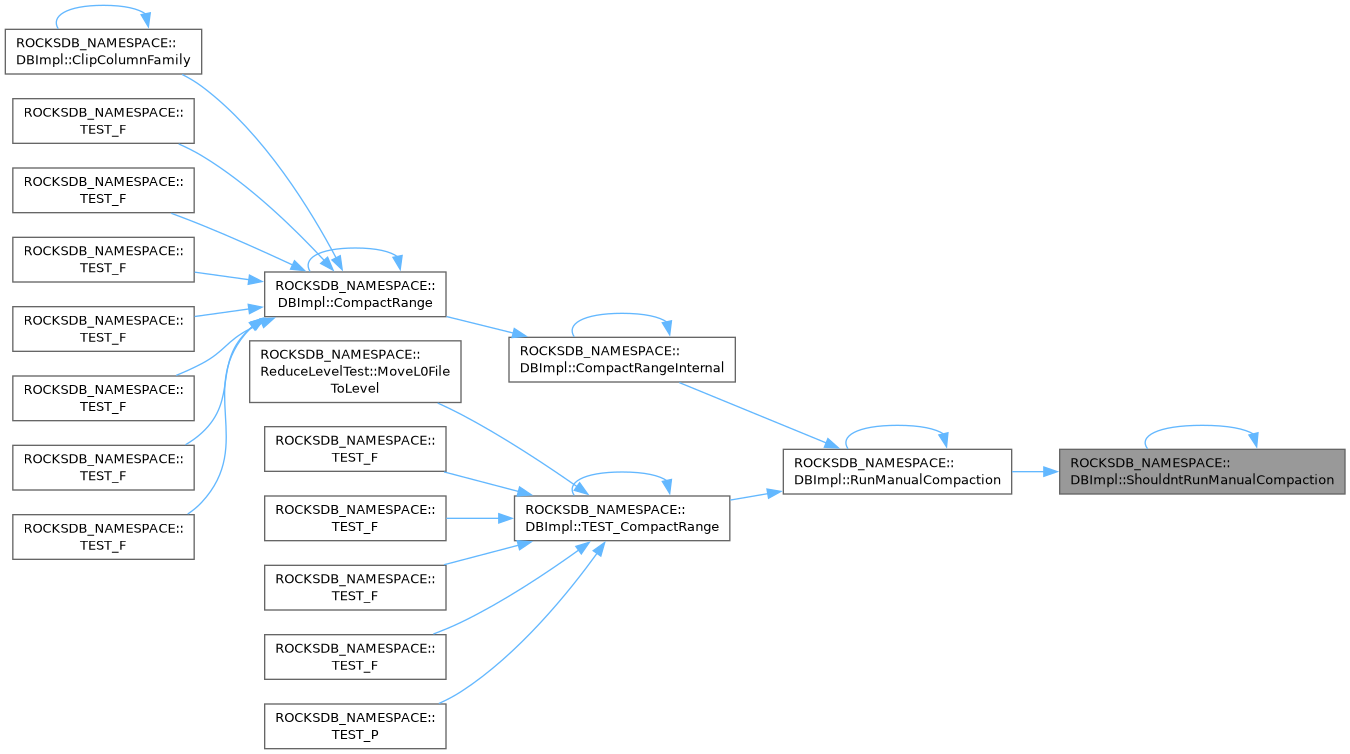 ROCKSDB_NAMESPACE::
DBImpl::ClipColumnFamily
ROCKSDB_NAMESPACE::
TEST_F
ROCKSDB_NAMESPACE::
TEST_F
ROCKSDB_NAMESPACE::
TEST_F
ROCKSDB_NAMESPACE::
TEST_F
ROCKSDB_NAMESPACE::
TEST_F
ROCKSDB_NAMESPACE::
TEST_F
ROCKSDB_NAMESPACE::
TEST_F
ROCKSDB_NAMESPACE::
DBImpl::CompactRange
ROCKSDB_NAMESPACE::
ReduceLevelTest::MoveL0File
ToLevel
ROCKSDB_NAMESPACE::
TEST_F
ROCKSDB_NAMESPACE::
TEST_F
ROCKSDB_NAMESPACE::
TEST_F
ROCKSDB_NAMESPACE::
TEST_F
ROCKSDB_NAMESPACE::
TEST_P
ROCKSDB_NAMESPACE::
DBImpl::CompactRangeInternal
ROCKSDB_NAMESPACE::
DBImpl::TEST_CompactRange
ROCKSDB_NAMESPACE::
DBImpl::RunManualCompaction
ROCKSDB_NAMESPACE::
DBImpl::ShouldntRunManualCompaction